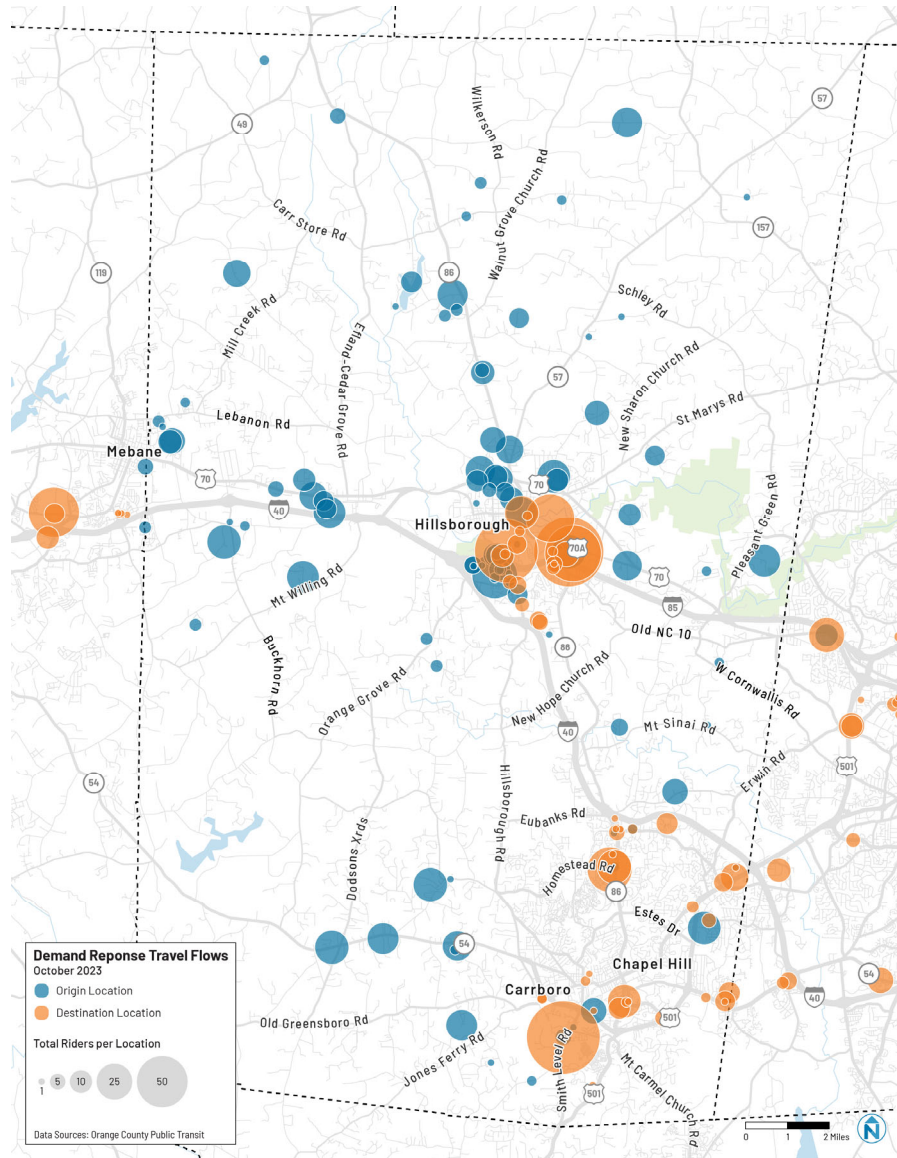 57
49
Wilkerson Rd
Walnut Grove Church Rd
Carr Store Rd
157
119
86
Mill Creek Rd
Schley Rd
Efland-Cedar Grove Rd
57
New Sharon Church Rd
St Marys Rd
Lebanon Rd
Mebane
70
70
40
Hillsborough
Pleasant Green Rd
70A
70
Mt Willing Rd
85
Old NC 10
86
Buckhorn Rd
Orange Grove Rd
New Hope Church Rd
W Cornwallis Rd
Mt Sinai Rd
40
Erwin Rd
501
54
Hillsborough Rd
Eubanks Rd
Dodsons Xrds
Homestead Rd
86
Estes Dr
54
Chapel Hill
54
Carrboro
40
Old Greensboro Rd
501
Jones Ferry Rd
Smith Level Rd
Mt Carmel Church Rd
501
Demand Reponse Travel Flows
October 2023
Origin Location
Destination Location
Total Riders per Location
1
5
10
25
50
Data Sources: Orange County Public Transit
0 1 2 Miles
N